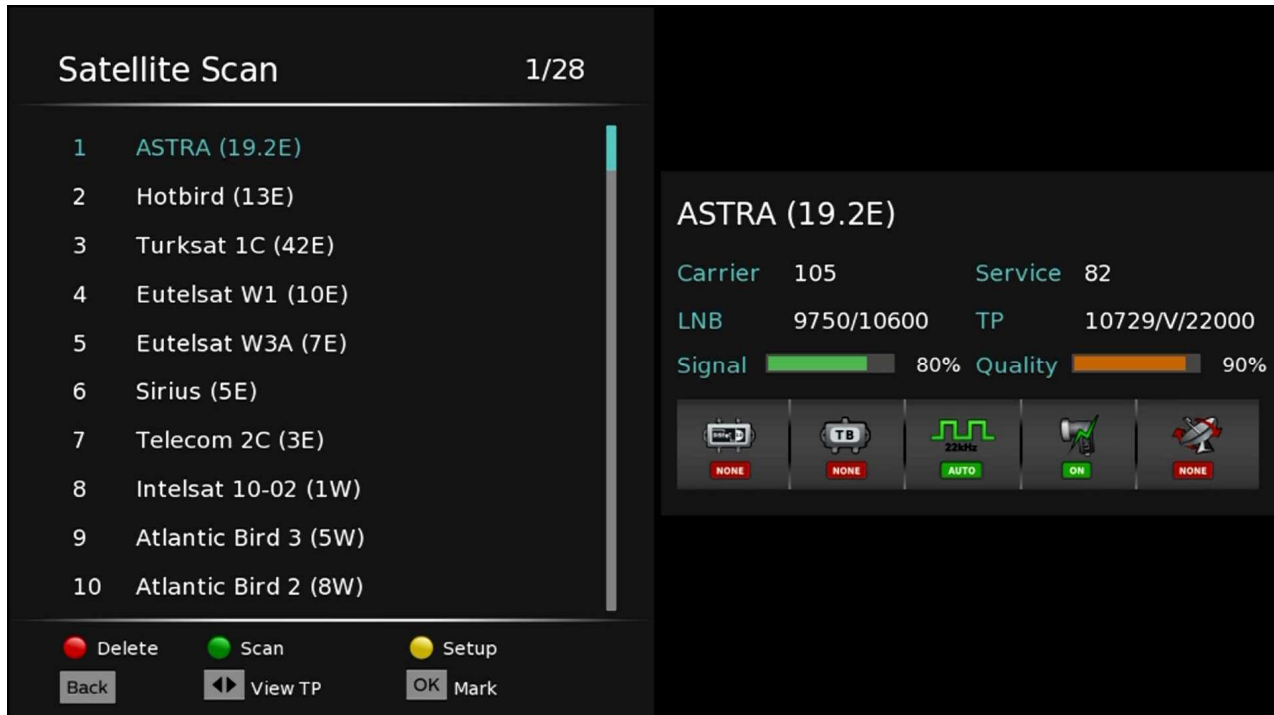 Satellite Scan 1/28
1 ASTRA (19.2E)
2 Hotbird (13E)
3 Turksat 1C (42E)
4 Eutelsat W1 (10E)
5 Eutelsat W3A (7E)
6 Sirius (5E)
7 Telecom 2C (3E)
8 Intelsat 10-02 (1W)
9 Atlantic Bird 3 (5W)
10 Atlantic Bird 2 (8W)
Delete Scan Setup
Back View TP OK Mark
ASTRA (19.2E)
Carrier 105 Service 82
LNB 9750/10600 TP 10729/V/22000
Signal 80% Quality 90%
TB 22kHz
NONE NONE AUTO ON NONE